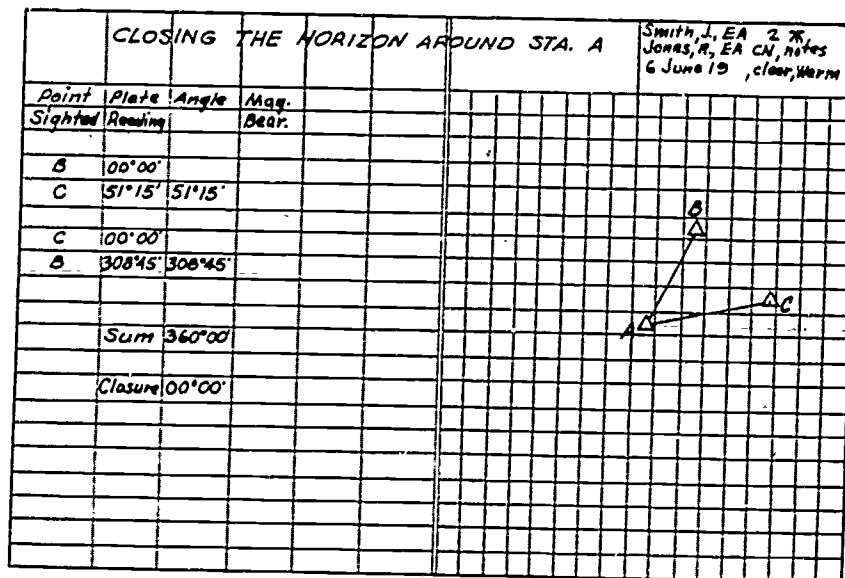 CLOSING THE HORIZON AROUND STA. A
Smith, J., EA 2 ⊼,
Jones, R., EA CN, notes
6 June 19 , clear, Warm
Point Plate Angle Mag.
Sighted Reading Bear.
B 00°00'
C 51°15' 51°15'
C 00°00'
B 308°45' 308°45'
Sum 360°00'
Closure 00°00'
B
C
A